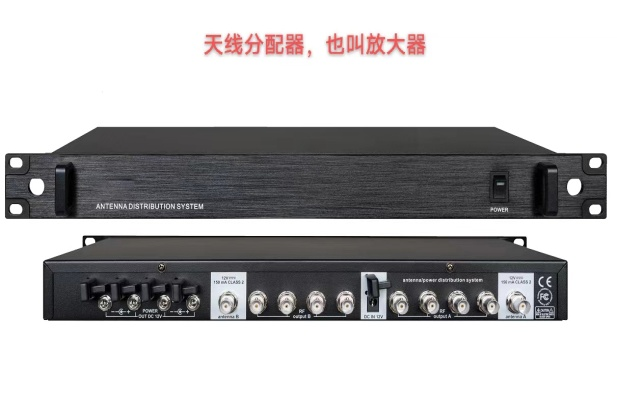 天线分配器，也叫放大器
ANTENNA DISTRIBUTION SYSTEM
POWER
12V
150 mA CLASS 2
antenna B
POWER
OUT DC 12V
RF
output B
DC IN 12V
antenna/power distribution system
RF
output A
12V
150 mA CLASS 2
antenna A
CE
FC